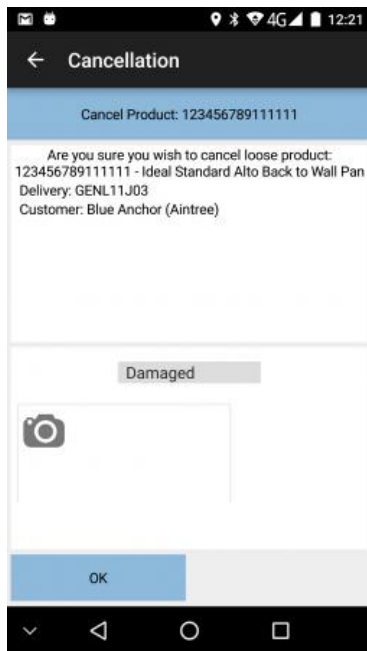 4G 12:21
Cancellation
Cancel Product: 123456789111111
Are you sure you wish to cancel loose product:
123456789111111 - Ideal Standard Alto Back to Wall Pan
Delivery: GENL11J03
Customer: Blue Anchor (Aintree)
Damaged
OK